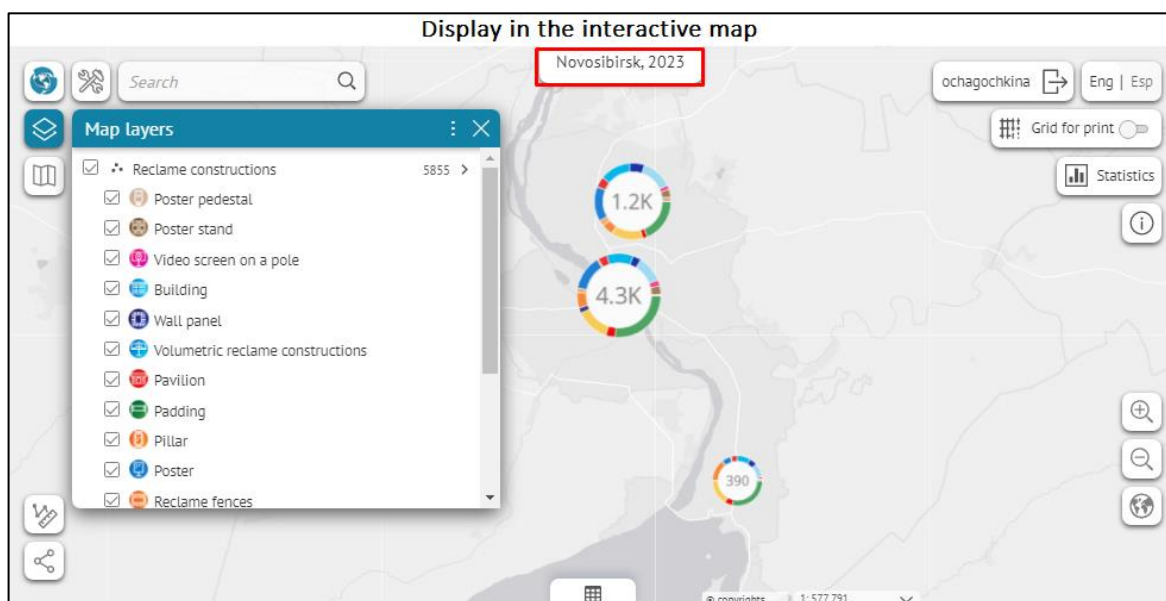 Display in the interactive map
Novosibirsk, 2023
Search
ochagochkina
Eng | Esp
Map layers
Grid for print
Reclame constructions 5855
Statistics
Poster pedestal
Poster stand
1.2K
Video screen on a pole
Building
4.3K
Wall panel
Volumetric reclame constructions
Pavilion
Padding
Pillar
Poster
390
Reclame fences
© copyrights 1: 577 791